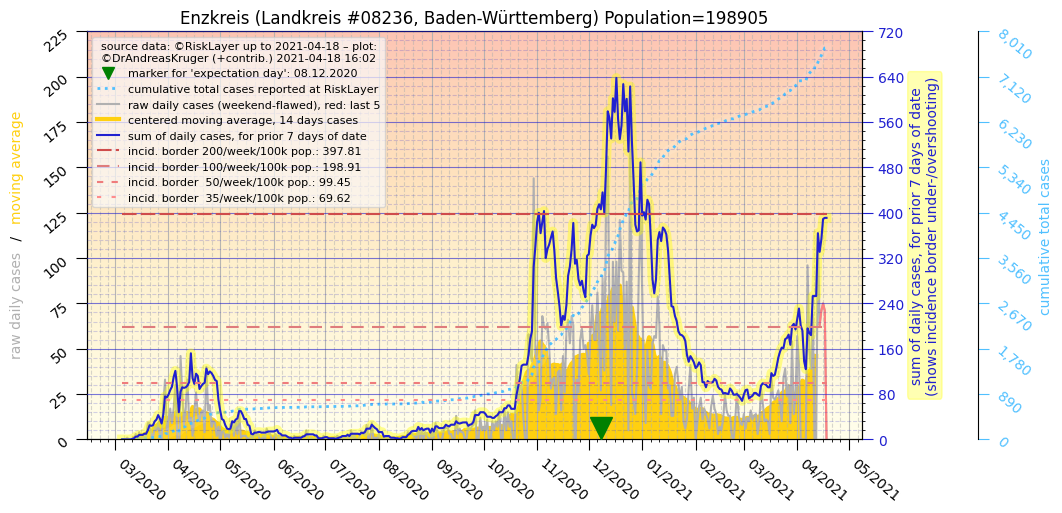 Enzkreis (Landkreis #08236, Baden-Württemberg) Population=198905
source data: ©RiskLayer up to 2021-04-18 – plot:
©DrAndreasKruger (+contrib.) 2021-04-18 16:02
marker for 'expectation day': 08.12.2020
cumulative total cases reported at RiskLayer
raw daily cases (weekend-flawed), red: last 5
centered moving average, 14 days cases
sum of daily cases, for prior 7 days of date
incid. border 200/week/100k pop.: 397.81
incid. border 100/week/100k pop.: 198.91
incid. border  50/week/100k pop.: 99.45
incid. border  35/week/100k pop.: 69.62
raw daily cases / moving average
225
200
175
150
125
100
75
50
25
0
03/2020
04/2020
05/2020
06/2020
07/2020
08/2020
09/2020
10/2020
11/2020
12/2020
01/2021
02/2021
03/2021
04/2021
05/2021
720
640
560
480
400
320
240
160
80
0
sum of daily cases, for prior 7 days of date
(shows incidence border under-/overshooting)
8,010
7,120
6,230
5,340
4,450
3,560
2,670
1,780
890
0
cumulative total cases